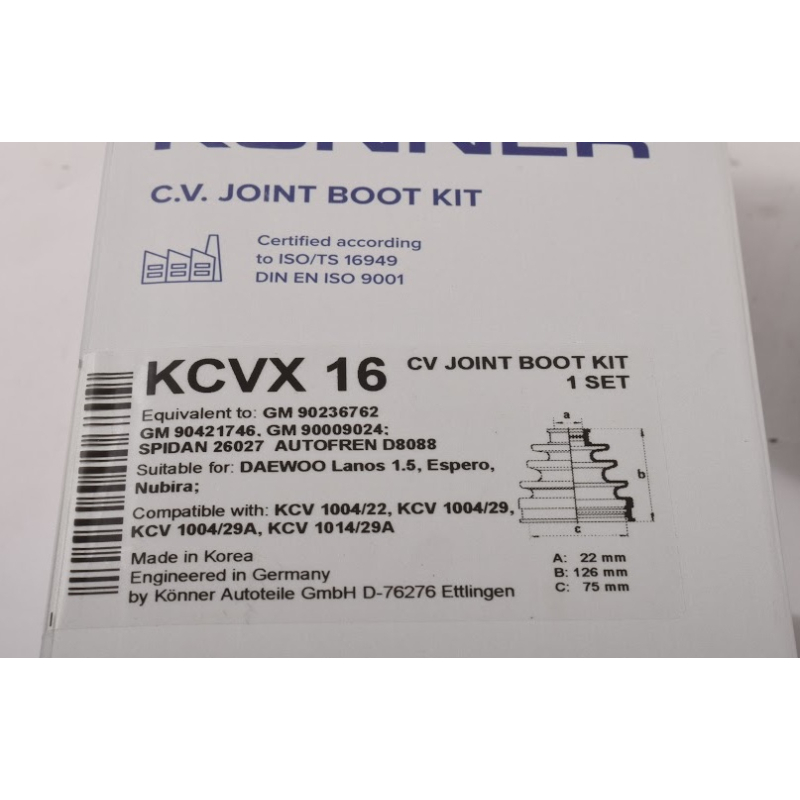 KÖNNER
C.V. JOINT BOOT KIT
Certified according
to ISO/TS 16949
DIN EN ISO 9001
KCVX 16
CV JOINT BOOT KIT
1 SET
Equivalent to: GM 90236762
GM 90421746. GM 90009024;
SPIDAN 26027 AUTOFREN D8088
Suitable for: DAEWOO Lanos 1.5, Espero,
Nubira;
Compatible with: KCV 1004/22, KCV 1004/29,
KCV 1004/29A, KCV 1014/29A
Made in Korea
Engineered in Germany
by Könner Autoteile GmbH D-76276 Ettlingen
a
b
c
A: 22 mm
B: 126 mm
C: 75 mm